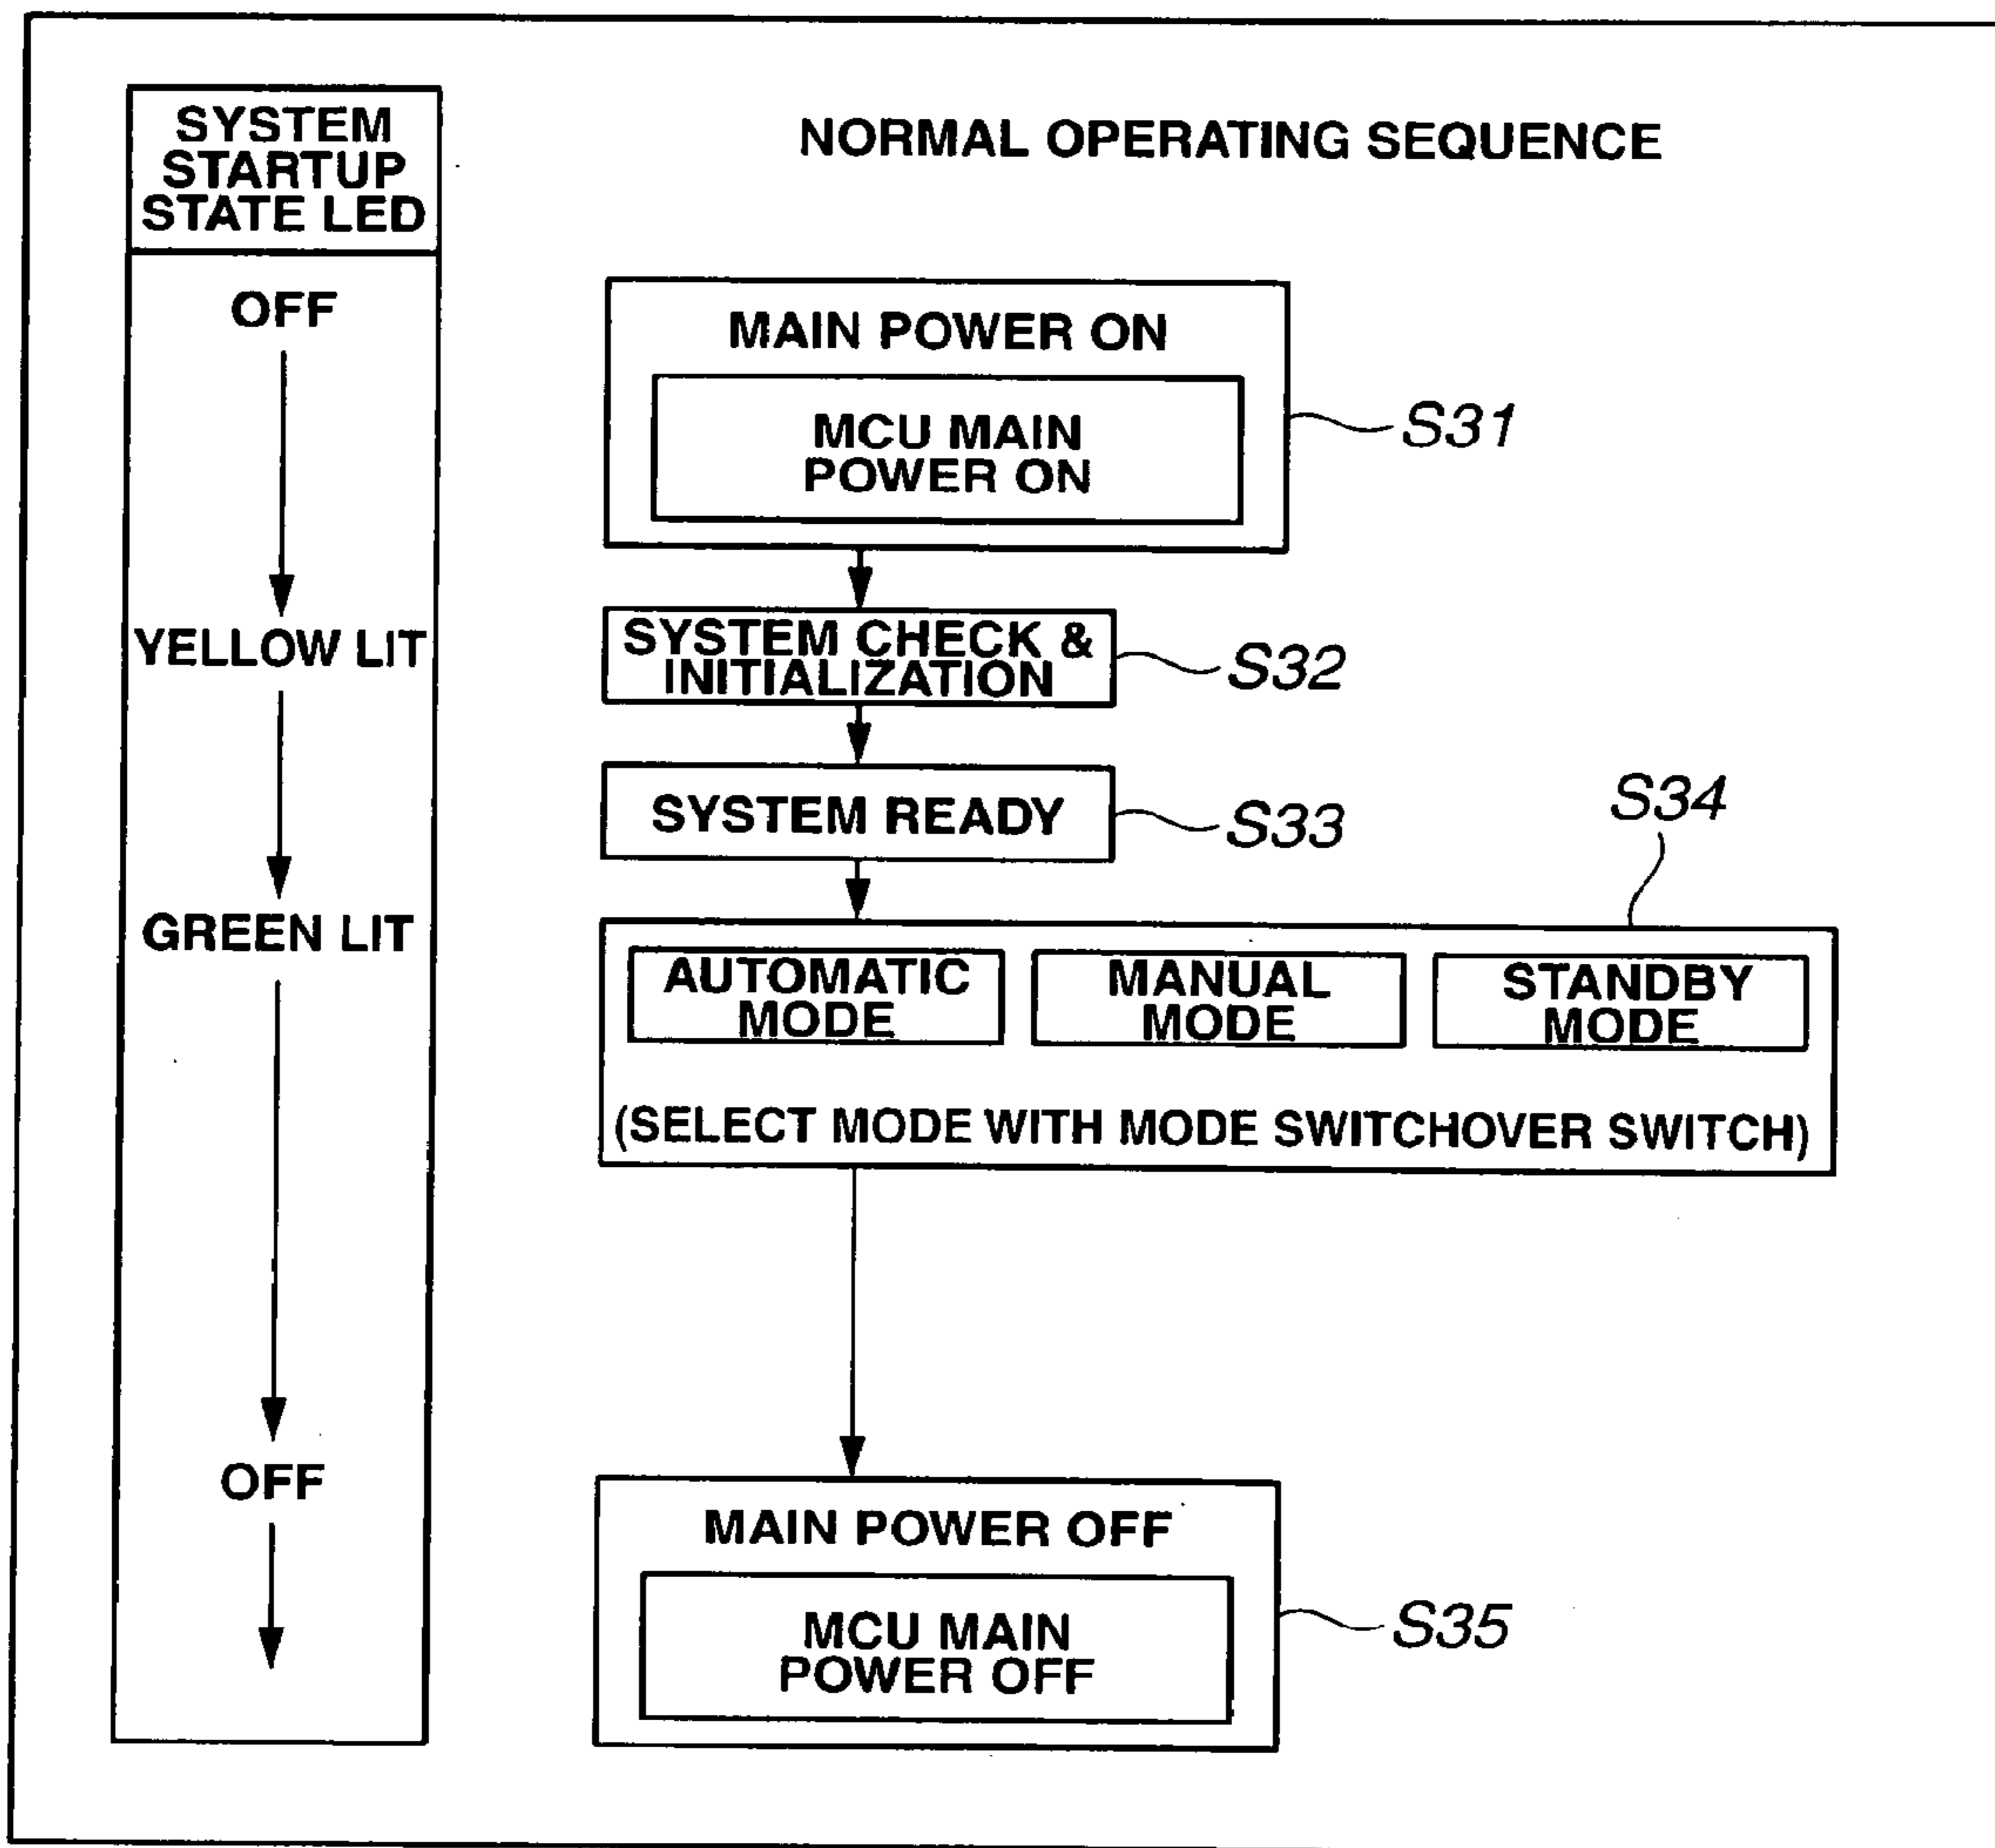 SYSTEM
STARTUP
STATE LED
OFF
YELLOW LIT
GREEN LIT
OFF
NORMAL OPERATING SEQUENCE
MAIN POWER ON
MCU MAIN
POWER ON
S31
SYSTEM CHECK &
INITIALIZATION
S32
SYSTEM READY
S33
S34
AUTOMATIC
MODE
MANUAL
MODE
STANDBY
MODE
(SELECT MODE WITH MODE SWITCHOVER SWITCH)
MAIN POWER OFF
MCU MAIN
POWER OFF
S35